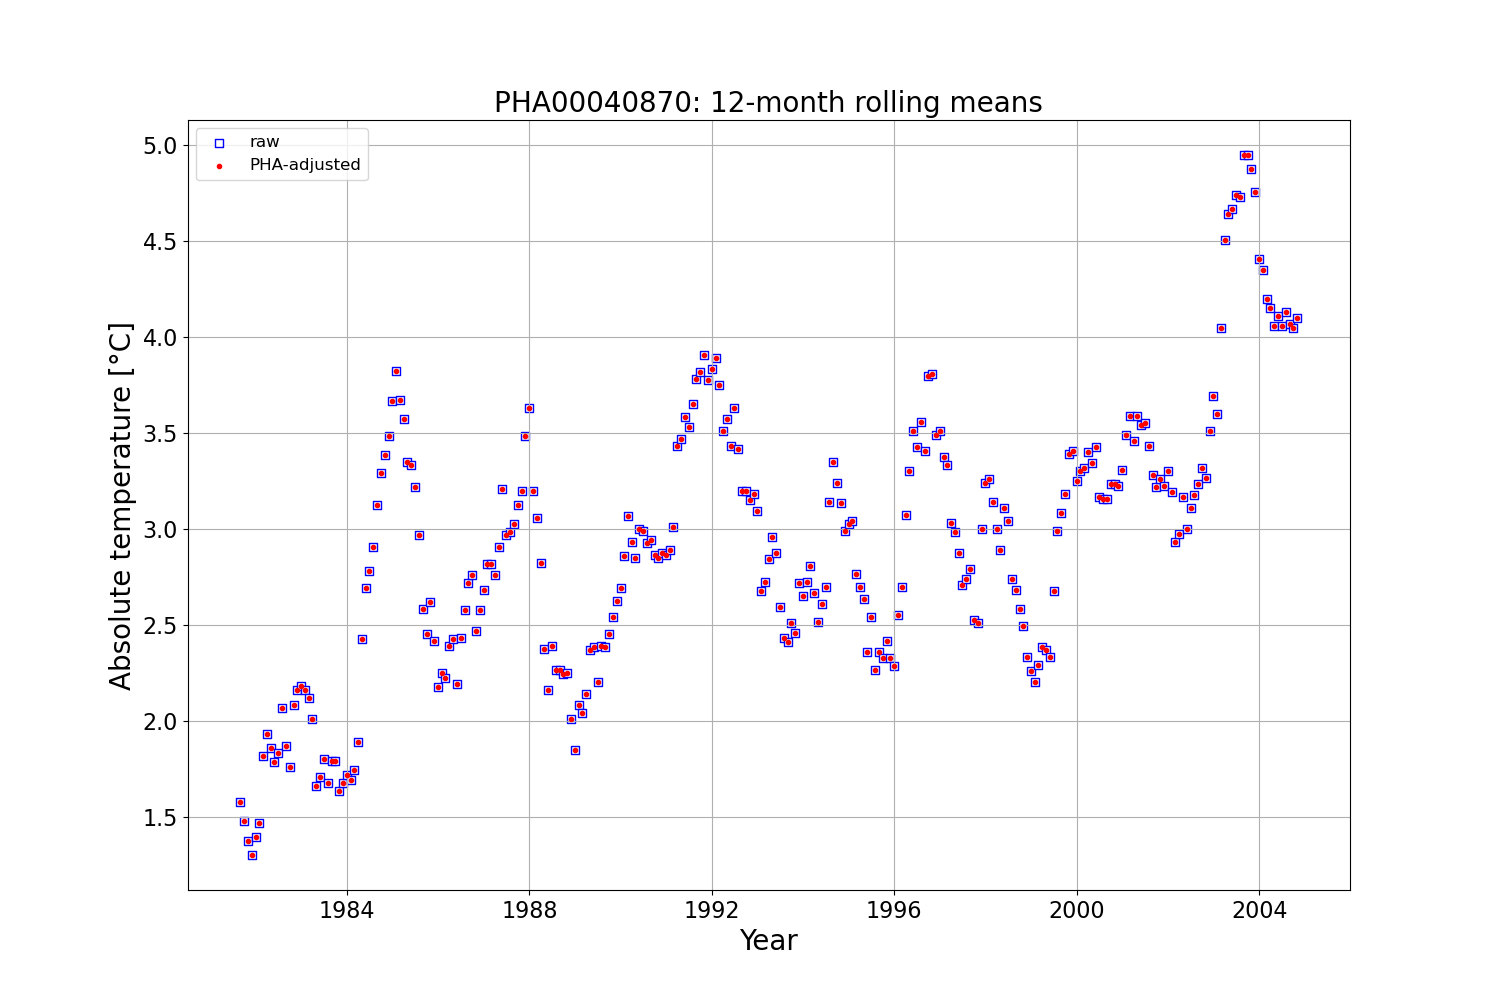 PHA00040870: 12-month rolling means
raw
PHA-adjusted
5.0
4.5
4.0
3.5
3.0
2.5
2.0
1.5
Absolute temperature [°C]
1984 1988 1992 1996 2000 2004
Year